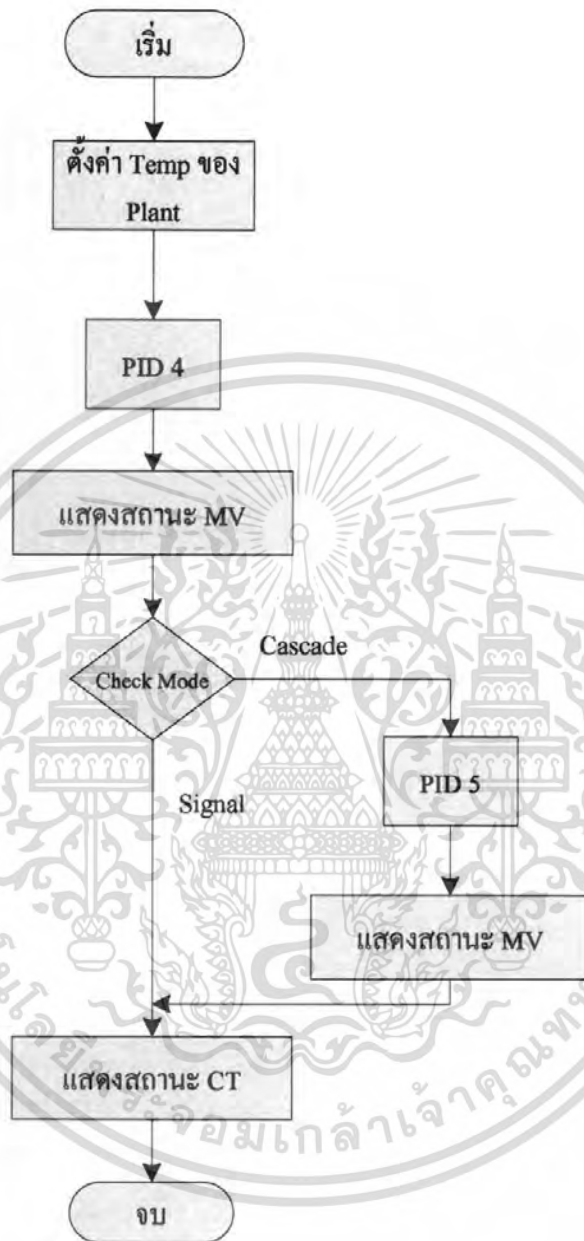 เริ่ม
ตั้งค่า Temp ของ
Plant
PID 4
แสดงสถานะ MV
Check Mode
Cascade
Signal
PID 5
แสดงสถานะ MV
แสดงสถานะ CT
จบ